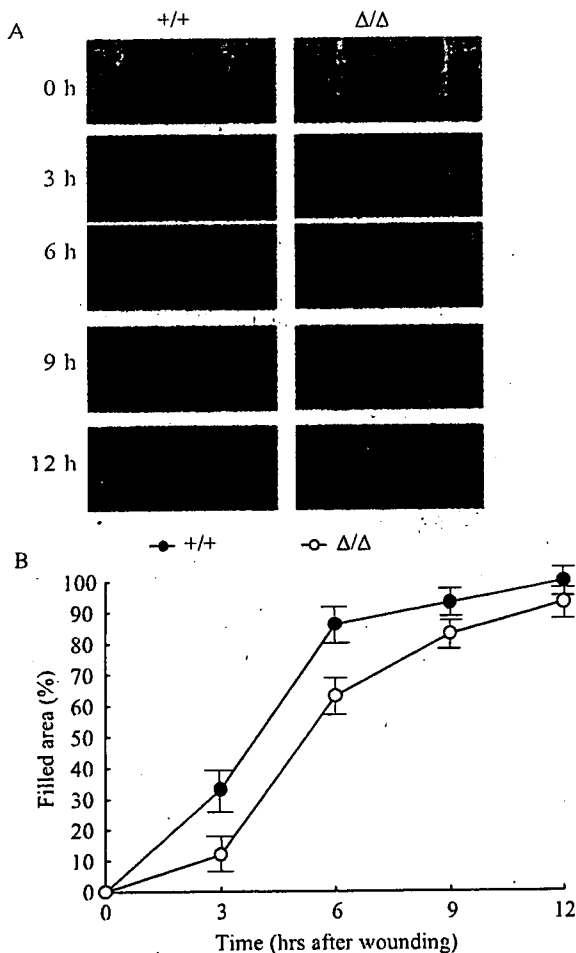 A
+/+ Δ/Δ
0 h
3 h
6 h
9 h
12 h
+/+ Δ/Δ
B
100
90
80
70
60
50
40
30
20
10
0
Filled area (%)
0 3 6 9 12
Time (hrs after wounding)